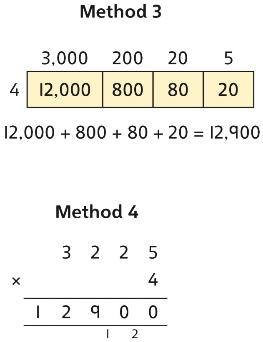 Method 3
3,000 200 20 5
4 12,000 800 80 20
12,000 + 800 + 80 + 20 = 12,900
Method 4
3 2 2 5
× 4
1 2 9 0 0
1 2